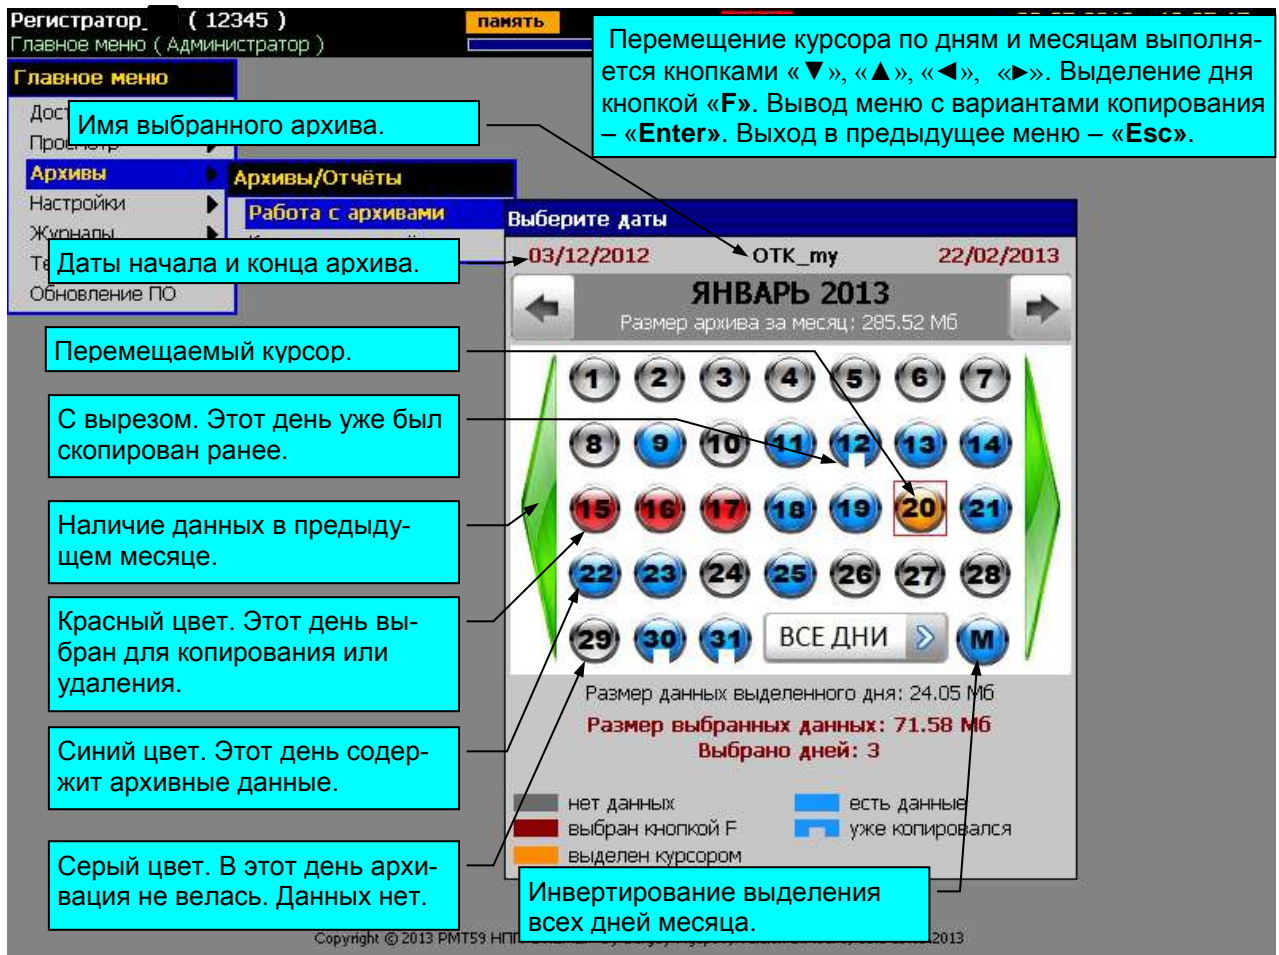 Регистратор_ ( 12345 )
память
Главное меню ( Администратор )
Перемещение курсора по дням и месяцам выполня-
ется кнопками «▼», «▲», «◄», «►». Выделение дня
кнопкой «F». Вывод меню с вариантами копирования
– «Enter». Выход в предыдущее меню – «Esc».
Главное меню
Имя выбранного архива.
Архивы
Настройки
Журналы
Обновление ПО
Архивы/Отчёты
Работа с архивами
Даты начала и конца архива.
Выберите даты
03/12/2012 OTK_my 22/02/2013
ЯНВАРЬ 2013
Размер архива за месяц: 285.52 Мб
Перемещаемый курсор.
С вырезом. Этот день уже был
скопирован ранее.
Наличие данных в предыду-
щем месяце.
Красный цвет. Этот день вы-
бран для копирования или
удаления.
Синий цвет. Этот день содер-
жит архивные данные.
Серый цвет. В этот день архи-
вация не велась. Данных нет.
1 2 3 4 5 6 7
8 9 10 11 12 13 14
15 16 17 18 19 20 21
22 23 24 25 26 27 28
29 30 31 ВСЕ ДНИ М
Размер данных выделенного дня: 24.05 Мб
Размер выбранных данных: 71.58 Мб
Выбрано дней: 3
нет данных есть данные
выбран кнопкой F уже копировался
выделен курсором
Инвертирование выделения
всех дней месяца.
Copyright © 2013 РМТ59 2013